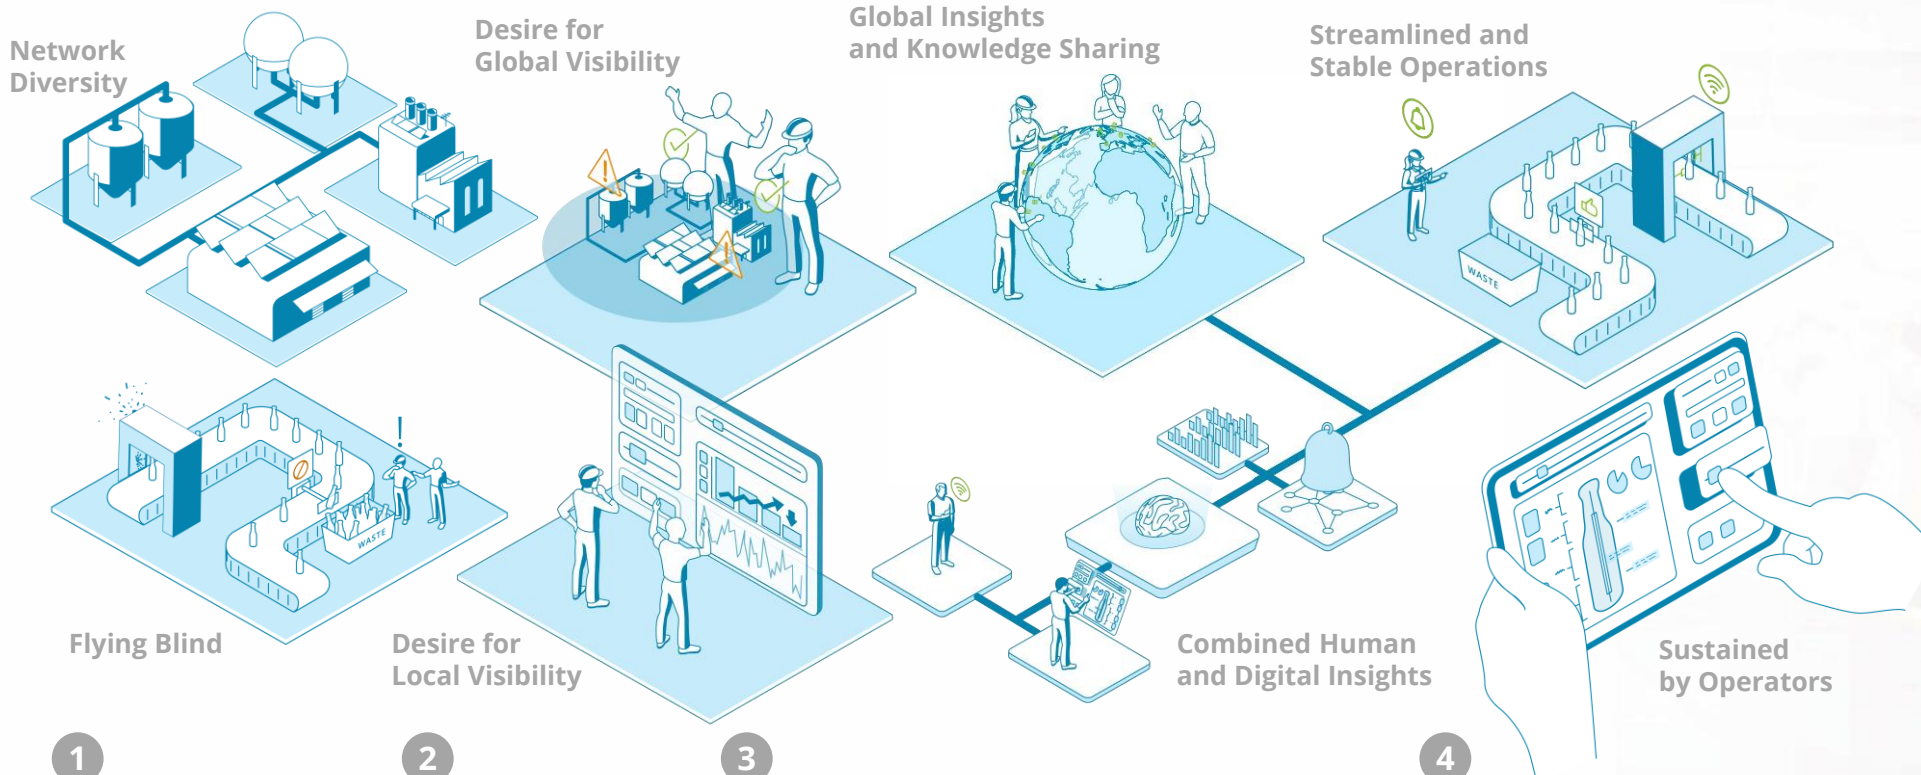 Network
Diversity
Desire for
Global Visibility
Global Insights
and Knowledge Sharing
Streamlined and
Stable Operations
WASTE
WASTE
Flying Blind
Desire for
Local Visibility
Combined Human
and Digital Insights
Sustained
by Operators
1
2
3
4